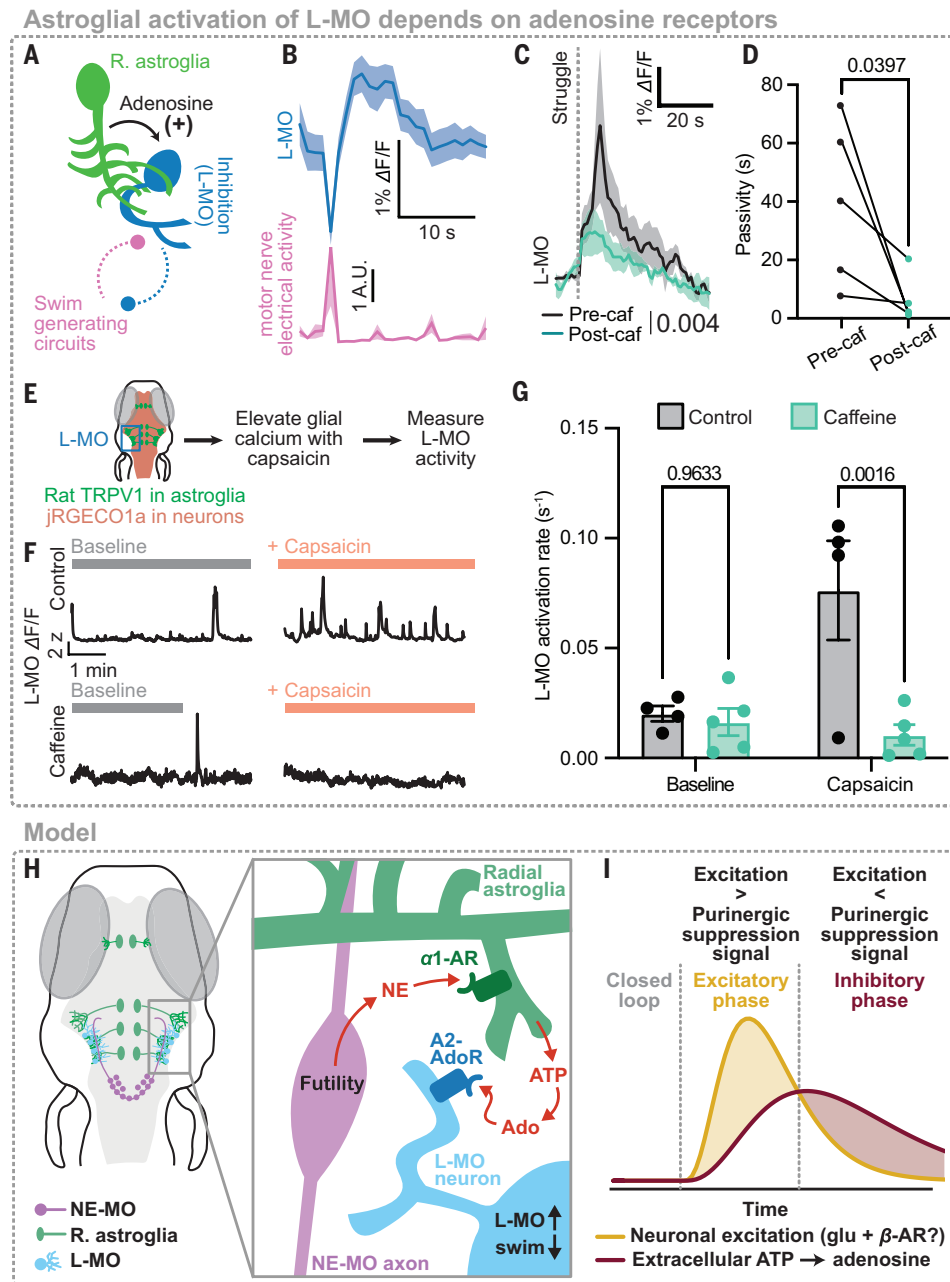 Astroglial activation of L-MO depends on adenosine receptors
A
R. astroglia
Adenosine
(+)
Inhibition
(L-MO)
Swim
generating
circuits
B
L-MO
1% ΔF/F
10 s
motor nerve
electrical activity
1 A.U.
C
Struggle
1% ΔF/F
20 s
L-MO
Pre-caf
Post-caf
0.004
D
0.0397
Passivity (s)
80
60
40
20
0
Pre-caf
Post-caf
E
L-MO
Elevate glial
calcium with
capsaicin
Measure
L-MO
activity
Rat TRPV1 in astroglia
jRGECO1a in neurons
F
L-MO ΔF/F
Control
Baseline
+ Capsaicin
2 z
1 min
Caffeine
Baseline
+ Capsaicin
G
Control
Caffeine
L-MO activation rate (s⁻¹)
0.15
0.10
0.05
0.00
0.9633
0.0016
Baseline
Capsaicin
Model
H
NE-MO
R. astroglia
L-MO
Radial
astroglia
α1-AR
NE
Futility
A2-
AdoR
ATP
Ado
L-MO
neuron
L-MO
swim
NE-MO axon
I
Excitation
>
Purinergic
suppression
signal
Excitation
<
Purinergic
suppression
signal
Closed
loop
Excitatory
phase
Inhibitory
phase
Time
Neuronal excitation (glu + β-AR?)
Extracellular ATP → adenosine